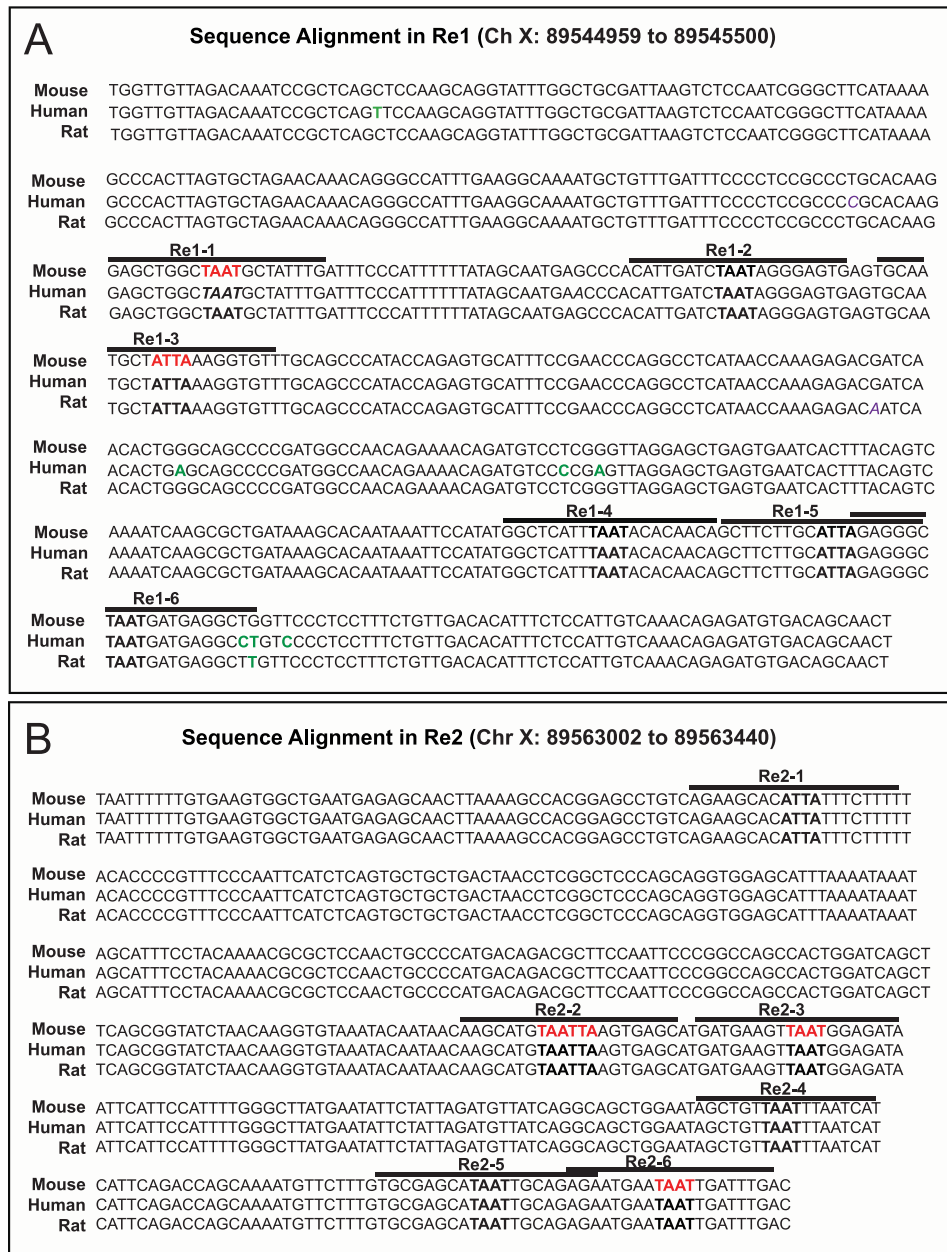 A
Sequence Alignment in Re1 (Ch X: 89544959 to 89545500)
Mouse TGGTTGTTAGACAAATCCGCTCAGCTCCAAGCAGGTATTTGGCTGCGATTAAGTCTCCAATCGGGCTTCATAAAA
Human TGGTTGTTAGACAAATCCGCTCAGTTCCAAGCAGGTATTTGGCTGCGATTAAGTCTCCAATCGGGCTTCATAAAA
Rat TGGTTGTTAGACAAATCCGCTCAGCTCCAAGCAGGTATTTGGCTGCGATTAAGTCTCCAATCGGGCTTCATAAAA
Mouse GCCCACTTAGTGCTAGAACAAACAGGGCCATTTGAAGGCAAAATGCTGTTTGATTTCCCCTCCGCCCTGCACAAG
Human GCCCACTTAGTGCTAGAACAAACAGGGCCATTTGAAGGCAAAATGCTGTTTGATTTCCCCTCCGCCCCGCACAAG
Rat GCCCACTTAGTGCTAGAACAAACAGGGCCATTTGAAGGCAAAATGCTGTTTGATTTCCCCTCCGCCCTGCACAAG
Re1-1 Re1-2
Mouse GAGCTGGCTAATGCTATTTGATTTCCCATTTTTTATAGCAATGAGCCCACATTGATCTAATAGGGAGTGAGTGCAA
Human GAGCTGGCTAATGCTATTTGATTTCCCATTTTTTATAGCAATGAACCCACATTGATCTAATAGGGAGTGAGTGCAA
Rat GAGCTGGCTAATGCTATTTGATTTCCCATTTTTTATAGCAATGAGCCCACATTGATCTAATAGGGAGTGAGTGCAA
Re1-3
Mouse TGCTATTAAAGGTGTTTGCAGCCCATACCAGAGTGCATTTCCGAACCCAGGCCTCATAACCAAAGAGACGATCA
Human TGCTATTAAAGGTGTTTGCAGCCCATACCAGAGTGCATTTCCGAACCCAGGCCTCATAACCAAAGAGACGATCA
Rat TGCTATTAAAGGTGTTTGCAGCCCATACCAGAGTGCATTTCCGAACCCAGGCCTCATAACCAAAGAGACAATCA
Mouse ACACTGGGCAGCCCCGATGGCCAACAGAAAACAGATGTCCTCGGGTTAGGAGCTGAGTGAATCACTTTACAGTC
Human ACACTGAGCAGCCCCGATGGCCAACAGAAAACAGATGTCCCCGAGTTAGGAGCTGAGTGAATCACTTTACAGTC
Rat ACACTGGGCAGCCCCGATGGCCAACAGAAAACAGATGTCCTCGGGTTAGGAGCTGAGTGAATCACTTTACAGTC
Re1-4 Re1-5
Mouse AAAATCAAGCGCTGATAAAGCACAATAAATTCCATATGGCTCATTTAATACACAACAGCTTCTTGCATTAGAGGGC
Human AAAATCAAGCGCTGATAAAGCACAATAAATTCCATATGGCTCATTTAATACACAACAGCTTCTTGCATTAGAGGGC
Rat AAAATCAAGCGCTGATAAAGCACAATAAATTCCATATGGCTCATTTAATACACAACAGCTTCTTGCATTAGAGGGC
Re1-6
Mouse TAATGATGAGGCTGGTTCCCTCCTTTCTGTTGACACATTTCTCCATTGTCAAACAGAGATGTGACAGCAACT
Human TAATGATGAGGCCTGTCCCCTCCTTTCTGTTGACACATTTCTCCATTGTCAAACAGAGATGTGACAGCAACT
Rat TAATGATGAGGCTTGTTCCCTCCTTTCTGTTGACACATTTCTCCATTGTCAAACAGAGATGTGACAGCAACT
B
Sequence Alignment in Re2 (Chr X: 89563002 to 89563440)
Re2-1
Mouse TAATTTTTTGTGAAGTGGCTGAATGAGAGCAACTTAAAAGCCACGGAGCCTGTCAGAAGCACATTATTTCTTTTT
Human TAATTTTTTGTGAAGTGGCTGAATGAGAGCAACTTAAAAGCCACGGAGCCTGTCAGAAGCACATTATTTCTTTTT
Rat TAATTTTTTGTGAAGTGGCTGAATGAGAGCAACTTAAAAGCCACGGAGCCTGTCAGAAGCACATTATTTCTTTTT
Mouse ACACCCCGTTTCCCAATTCATCTCAGTGCTGCTGACTAACCTCGGCTCCCAGCAGGTGGAGCATTTAAAATAAAT
Human ACACCCCGTTTCCCAATTCATCTCAGTGCTGCTGACTAACCTCGGCTCCCAGCAGGTGGAGCATTTAAAATAAAT
Rat ACACCCCGTTTCCCAATTCATCTCAGTGCTGCTGACTAACCTCGGCTCCCAGCAGGTGGAGCATTTAAAATAAAT
Mouse AGCATTTCCTACAAAACGCGCTCCAACTGCCCCATGACAGACGCTTCCAATTCCCGGCCAGCCACTGGATCAGCT
Human AGCATTTCCTACAAAACGCGCTCCAACTGCCCCATGACAGACGCTTCCAATTCCCGGCCAGCCACTGGATCAGCT
Rat AGCATTTCCTACAAAACGCGCTCCAACTGCCCCATGACAGACGCTTCCAATTCCCGGCCAGCCACTGGATCAGCT
Re2-2 Re2-3
Mouse TCAGCGGTATCTAACAAGGTGTAAATACAATAACAAGCATGTAATTAAGTGAGCATGATGAAGTTAATGGAGATA
Human TCAGCGGTATCTAACAAGGTGTAAATACAATAACAAGCATGTAATTAAGTGAGCATGATGAAGTTAATGGAGATA
Rat TCAGCGGTATCTAACAAGGTGTAAATACAATAACAAGCATGTAATTAAGTGAGCATGATGAAGTTAATGGAGATA
Re2-4
Mouse ATTCATTCCATTTTGGGCTTATGAATATTCTATTAGATGTTATCAGGCAGCTGGAATAGCTGTTAATTTAATCAT
Human ATTCATTCCATTTTGGGCTTATGAATATTCTATTAGATGTTATCAGGCAGCTGGAATAGCTGTTAATTTAATCAT
Rat ATTCATTCCATTTTGGGCTTATGAATATTCTATTAGATGTTATCAGGCAGCTGGAATAGCTGTTAATTTAATCAT
Re2-5 Re2-6
Mouse CATTCAGACCAGCAAAATGTTCTTTGTGCGAGCATAATTGCAGAGAATGAATAATTGATTTGAC
Human CATTCAGACCAGCAAAATGTTCTTTGTGCGAGCATAATTGCAGAGAATGAATAATTGATTTGAC
Rat CATTCAGACCAGCAAAATGTTCTTTGTGCGAGCATAATTGCAGAGAATGAATAATTGATTTGAC